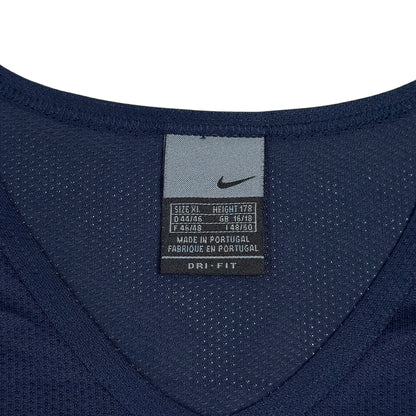 SIZE XL HEIGHT 178
D 44/46 GB 16/18
F 46/48 I 48/50
MADE IN PORTUGAL
FABRIQUE EN PORTUGAL
DRI-FIT